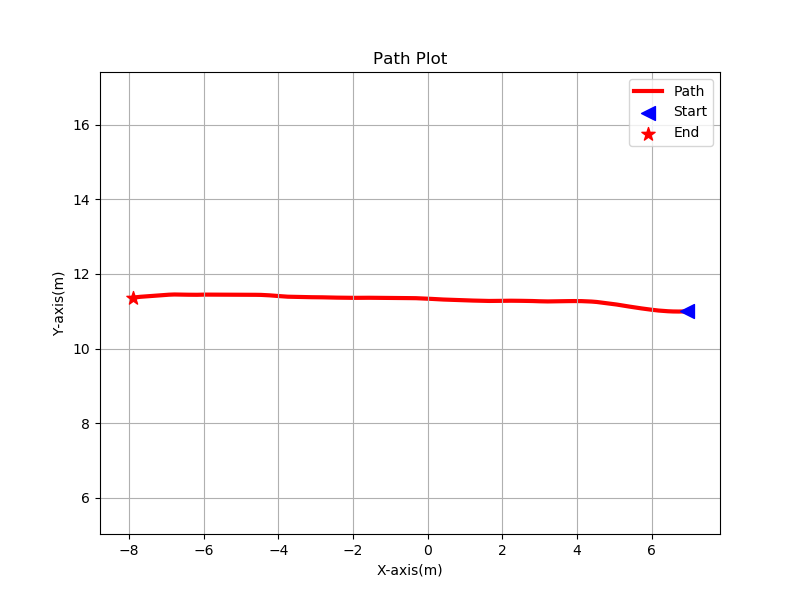 Path Plot
Path
Start
End
16
14
12
10
8
6
Y-axis(m)
−8 −6 −4 −2 0 2 4 6
X-axis(m)